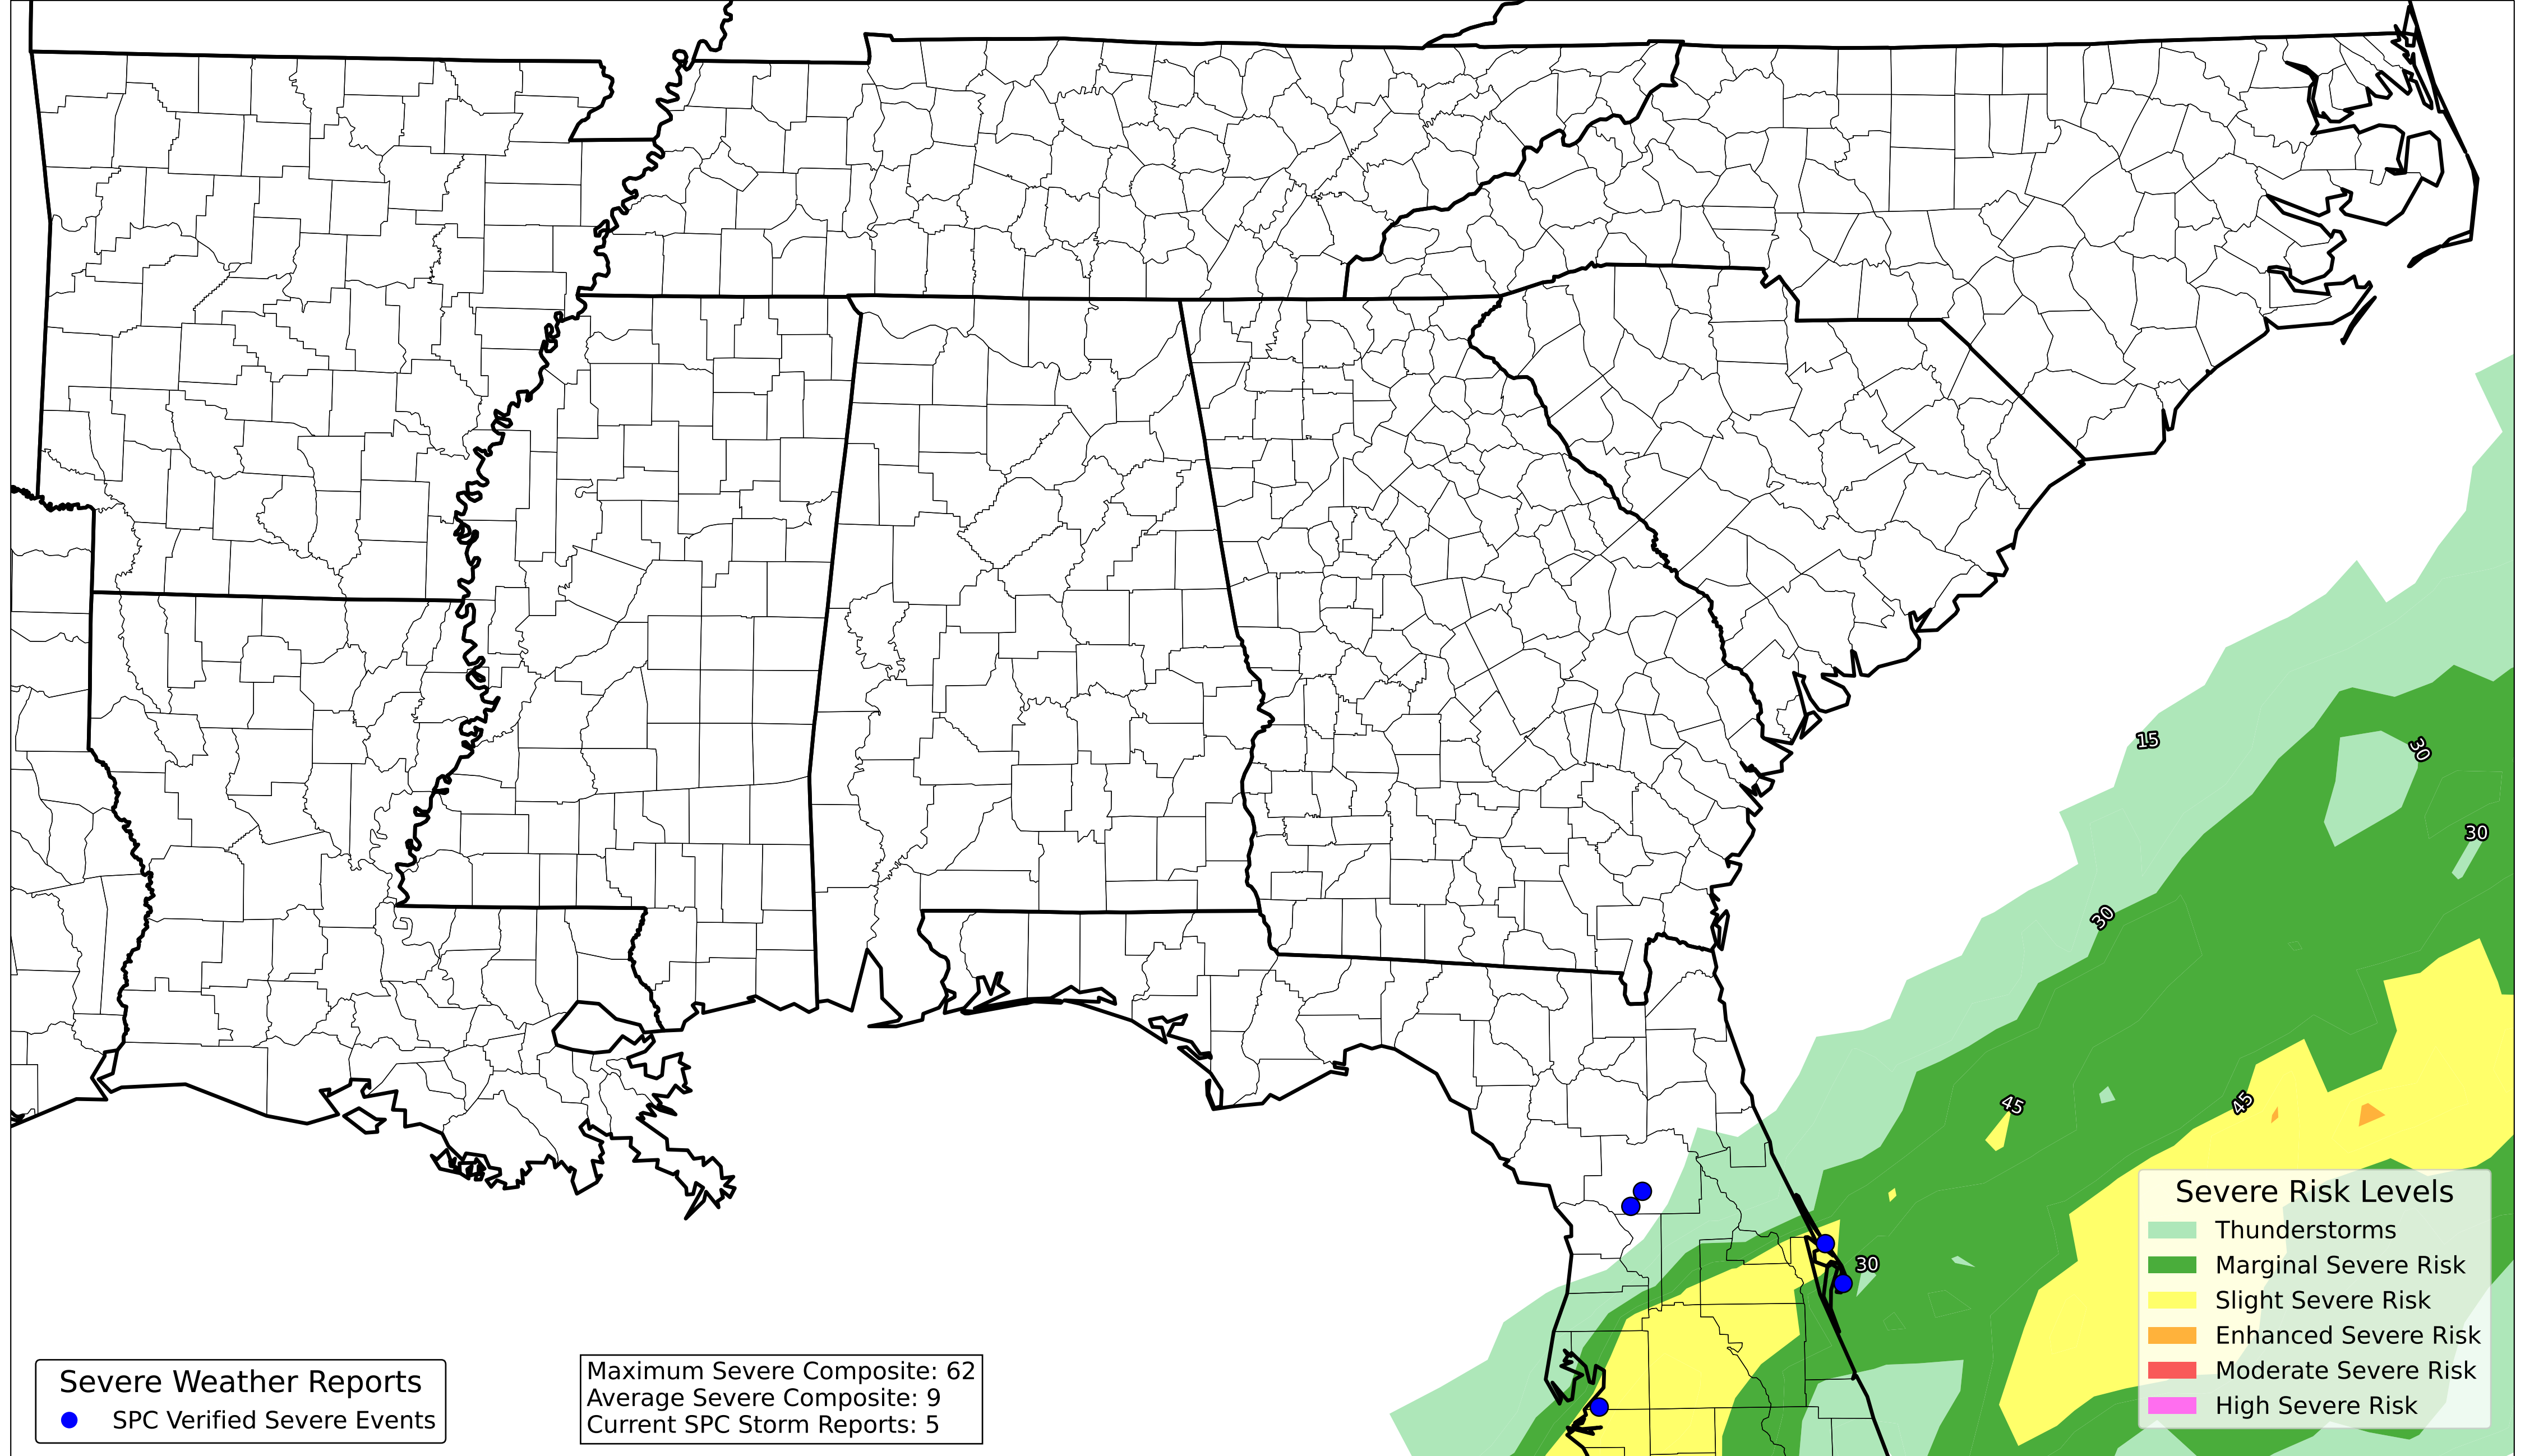 15
30
30
30
45
45
30
Severe Risk Levels
Thunderstorms
Marginal Severe Risk
Slight Severe Risk
Enhanced Severe Risk
Moderate Severe Risk
High Severe Risk
Severe Weather Reports
SPC Verified Severe Events
Maximum Severe Composite: 62
Average Severe Composite: 9
Current SPC Storm Reports: 5